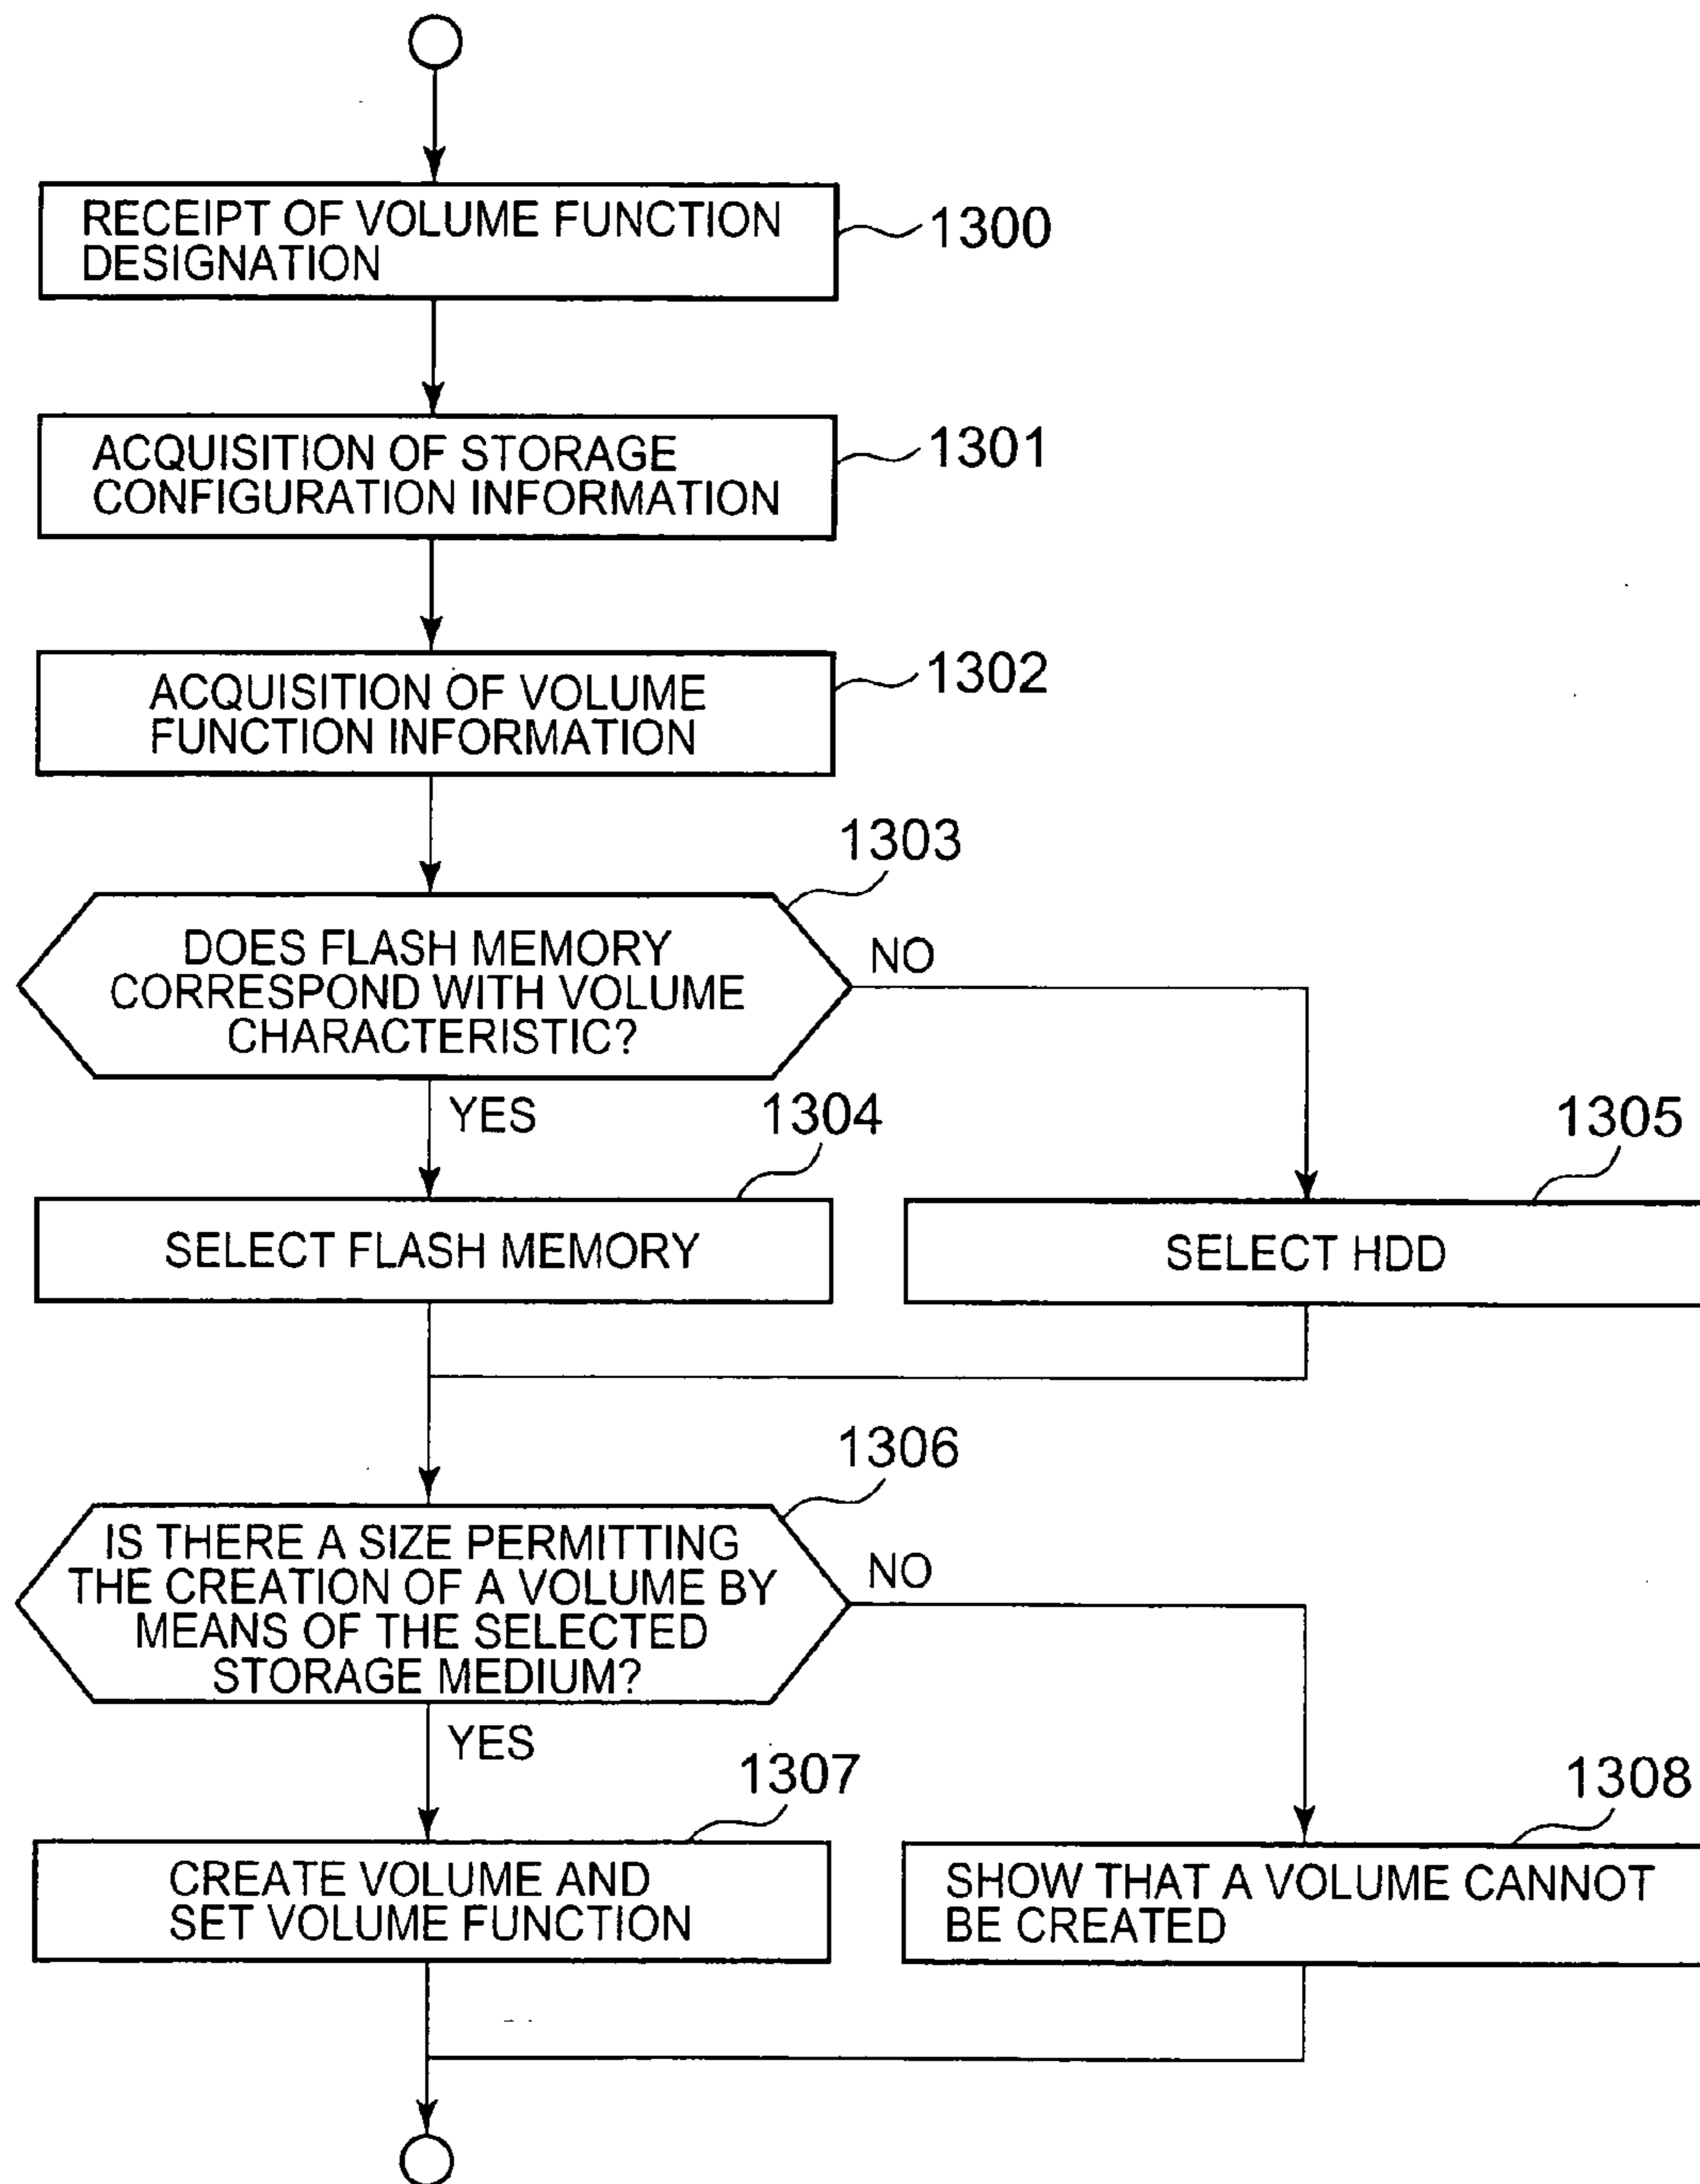 RECEIPT OF VOLUME FUNCTION
DESIGNATION
1300
ACQUISITION OF STORAGE
CONFIGURATION INFORMATION
1301
ACQUISITION OF VOLUME
FUNCTION INFORMATION
1302
1303
DOES FLASH MEMORY
CORRESPOND WITH VOLUME
CHARACTERISTIC?
NO
YES
1304
1305
SELECT FLASH MEMORY
SELECT HDD
1306
IS THERE A SIZE PERMITTING
THE CREATION OF A VOLUME BY
MEANS OF THE SELECTED
STORAGE MEDIUM?
NO
YES
1307
1308
CREATE VOLUME AND
SET VOLUME FUNCTION
SHOW THAT A VOLUME CANNOT
BE CREATED